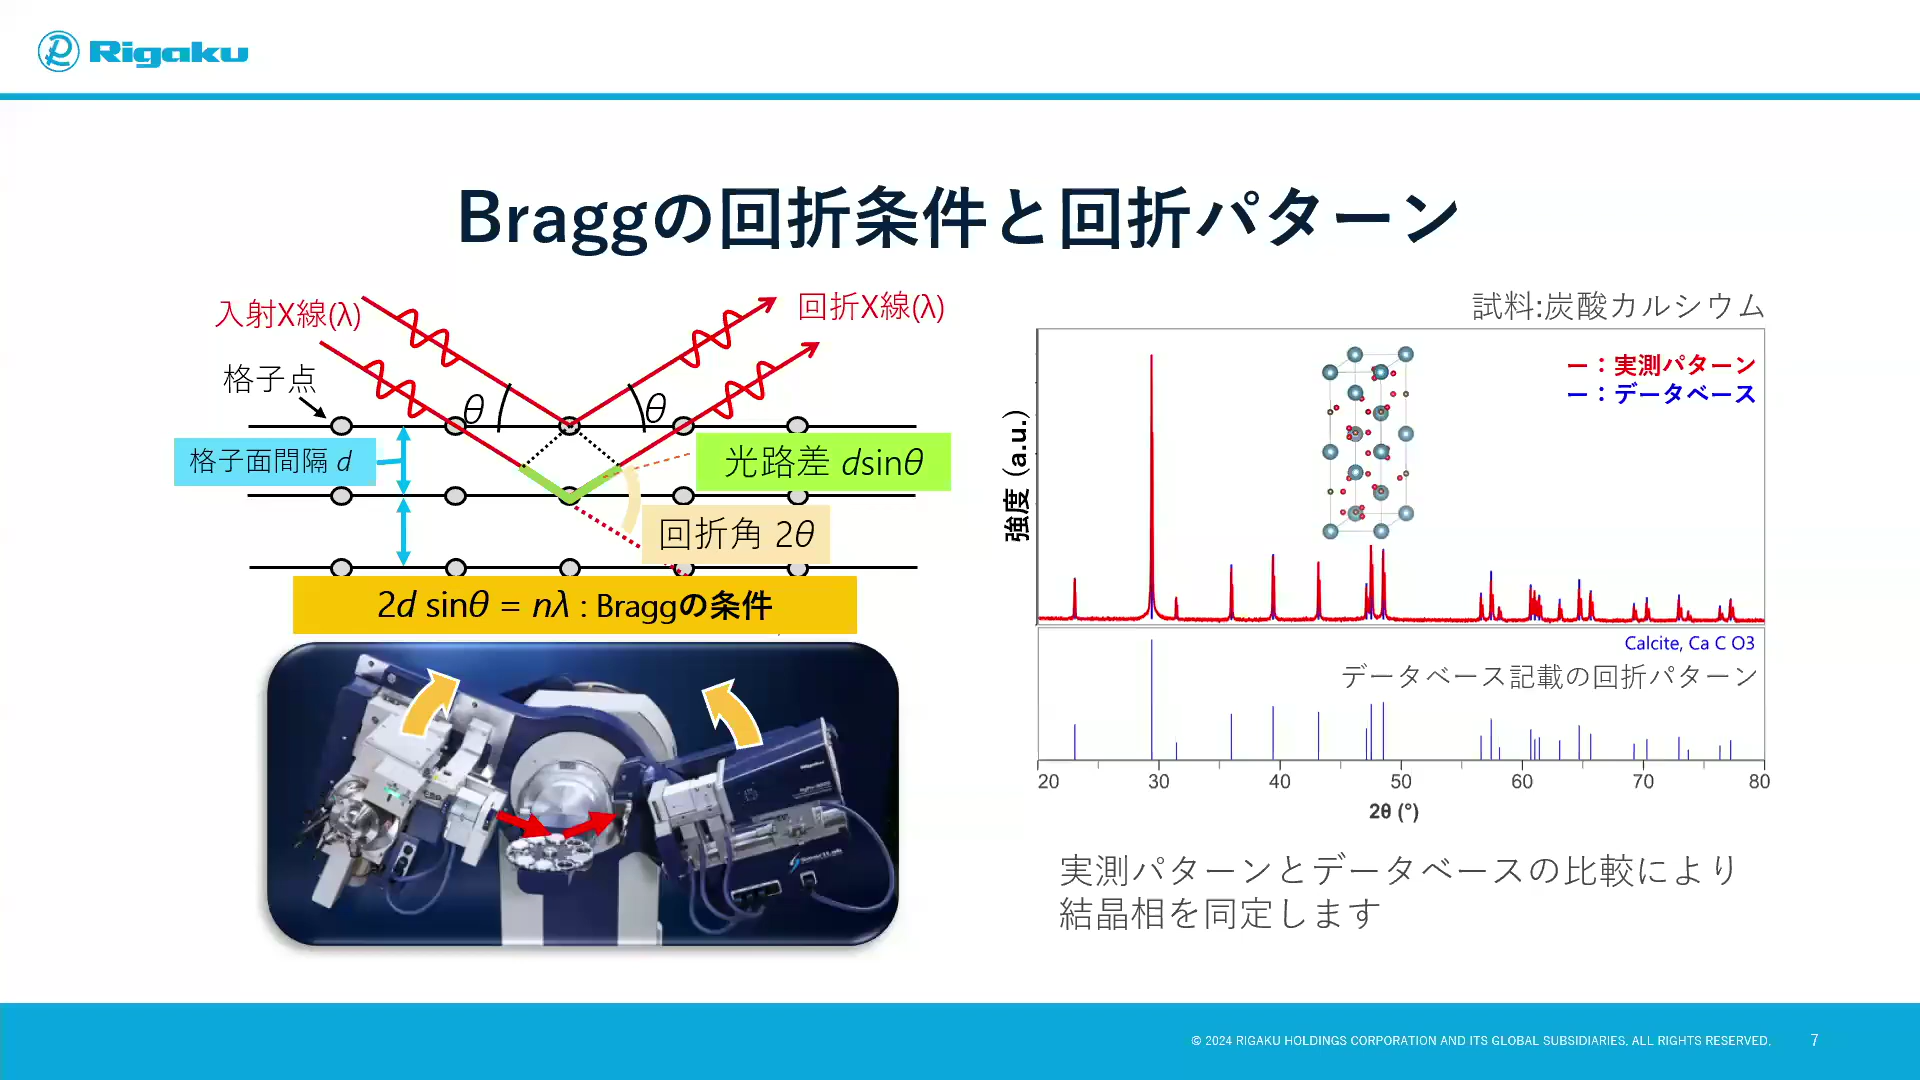 Rigaku
Braggの回折条件と回折パターン
入射X線(λ)
回折X線(λ)
格子点
θ
θ
格子面間隔 d
光路差 dsinθ
回折角 2θ
2d sinθ = nλ : Braggの条件
Rigaku
SmartLab
試料:炭酸カルシウム
ー：実測パターン
ー：データベース
強度 (a.u.)
Calcite, Ca C O3
データベース記載の回折パターン
20 30 40 50 60 70 80
2θ (°)
実測パターンとデータベースの比較により
結晶相を同定します
© 2024 RIGAKU HOLDINGS CORPORATION AND ITS GLOBAL SUBSIDIARIES. ALL RIGHTS RESERVED.
7